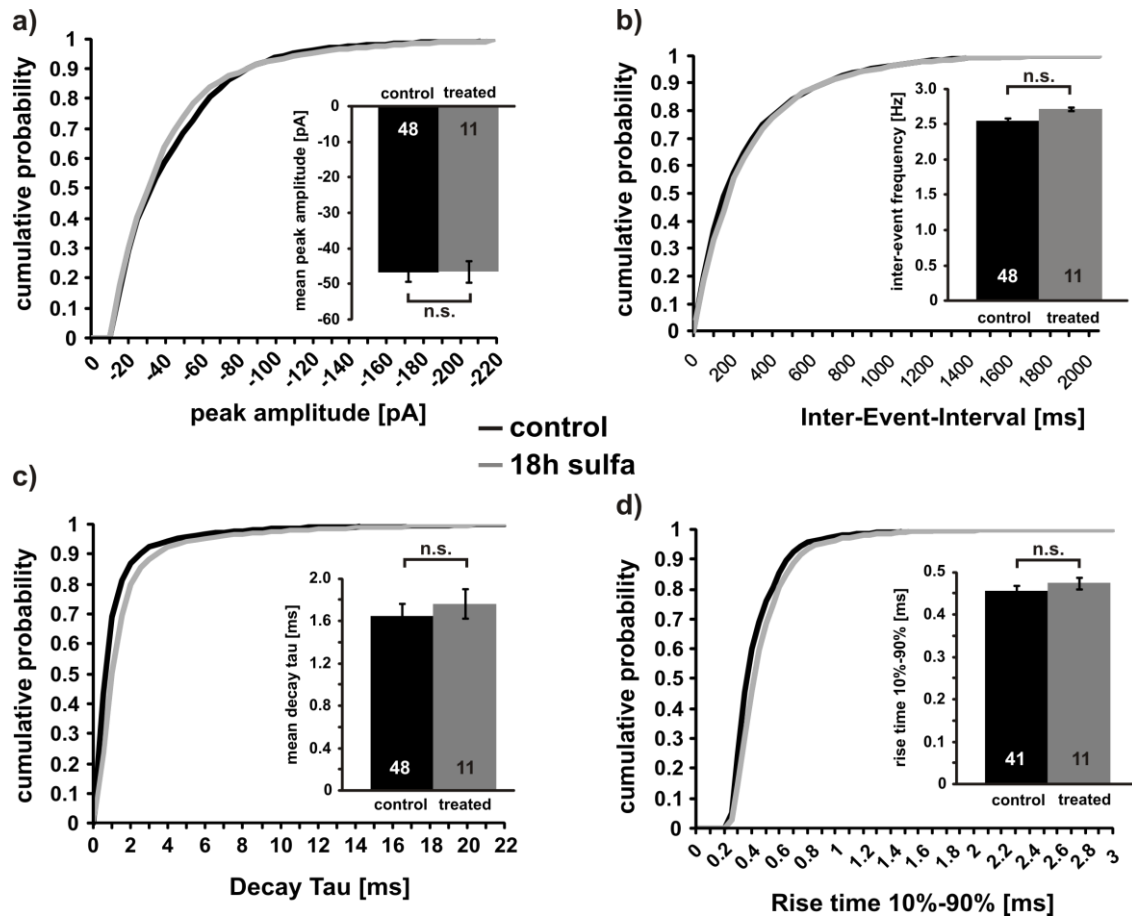 a)
cumulative probability
1
0.9
0.8
0.7
0.6
0.5
0.4
0.3
0.2
0.1
0
0 -20 -40 -60 -80 -100 -120 -140 -160 -180 -200 -220
peak amplitude [pA]
control treated
mean peak amplitude [pA]
0
-10
-20
-30
-40
-50
-60
48 11
n.s.
b)
cumulative probability
1
0.9
0.8
0.7
0.6
0.5
0.4
0.3
0.2
0.1
0
0 200 400 600 800 1000 1200 1400 1600 1800 2000
Inter-Event-Interval [ms]
n.s.
inter-event frequency [Hz]
3.0
2.5
2.0
1.5
1.0
0.5
0
48 11
control treated
control
18h sulfa
c)
cumulative probability
1
0.9
0.8
0.7
0.6
0.5
0.4
0.3
0.2
0.1
0
0 2 4 6 8 10 12 14 16 18 20 22
Decay Tau [ms]
n.s.
mean decay tau [ms]
2.0
1.6
1.2
0.8
0.4
0
48 11
control treated
d)
cumulative probability
1
0.9
0.8
0.7
0.6
0.5
0.4
0.3
0.2
0.1
0
0 0.2 0.4 0.6 0.8 1 1.2 1.4 1.6 1.8 2 2.2 2.4 2.6 2.8 3
Rise time 10%-90% [ms]
n.s.
rise time 10%-90% [ms]
0.5
0.4
0.3
0.2
0.1
0
41 11
control treated